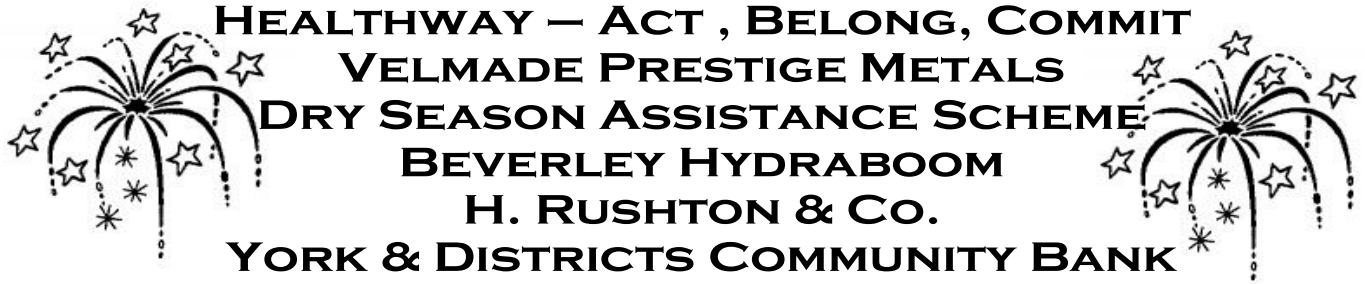 Healthway – Act , Belong, Commit
Velmade Prestige Metals
Dry Season Assistance Scheme
Beverley Hydraboom
H. Rushton & Co.
York & Districts Community Bank